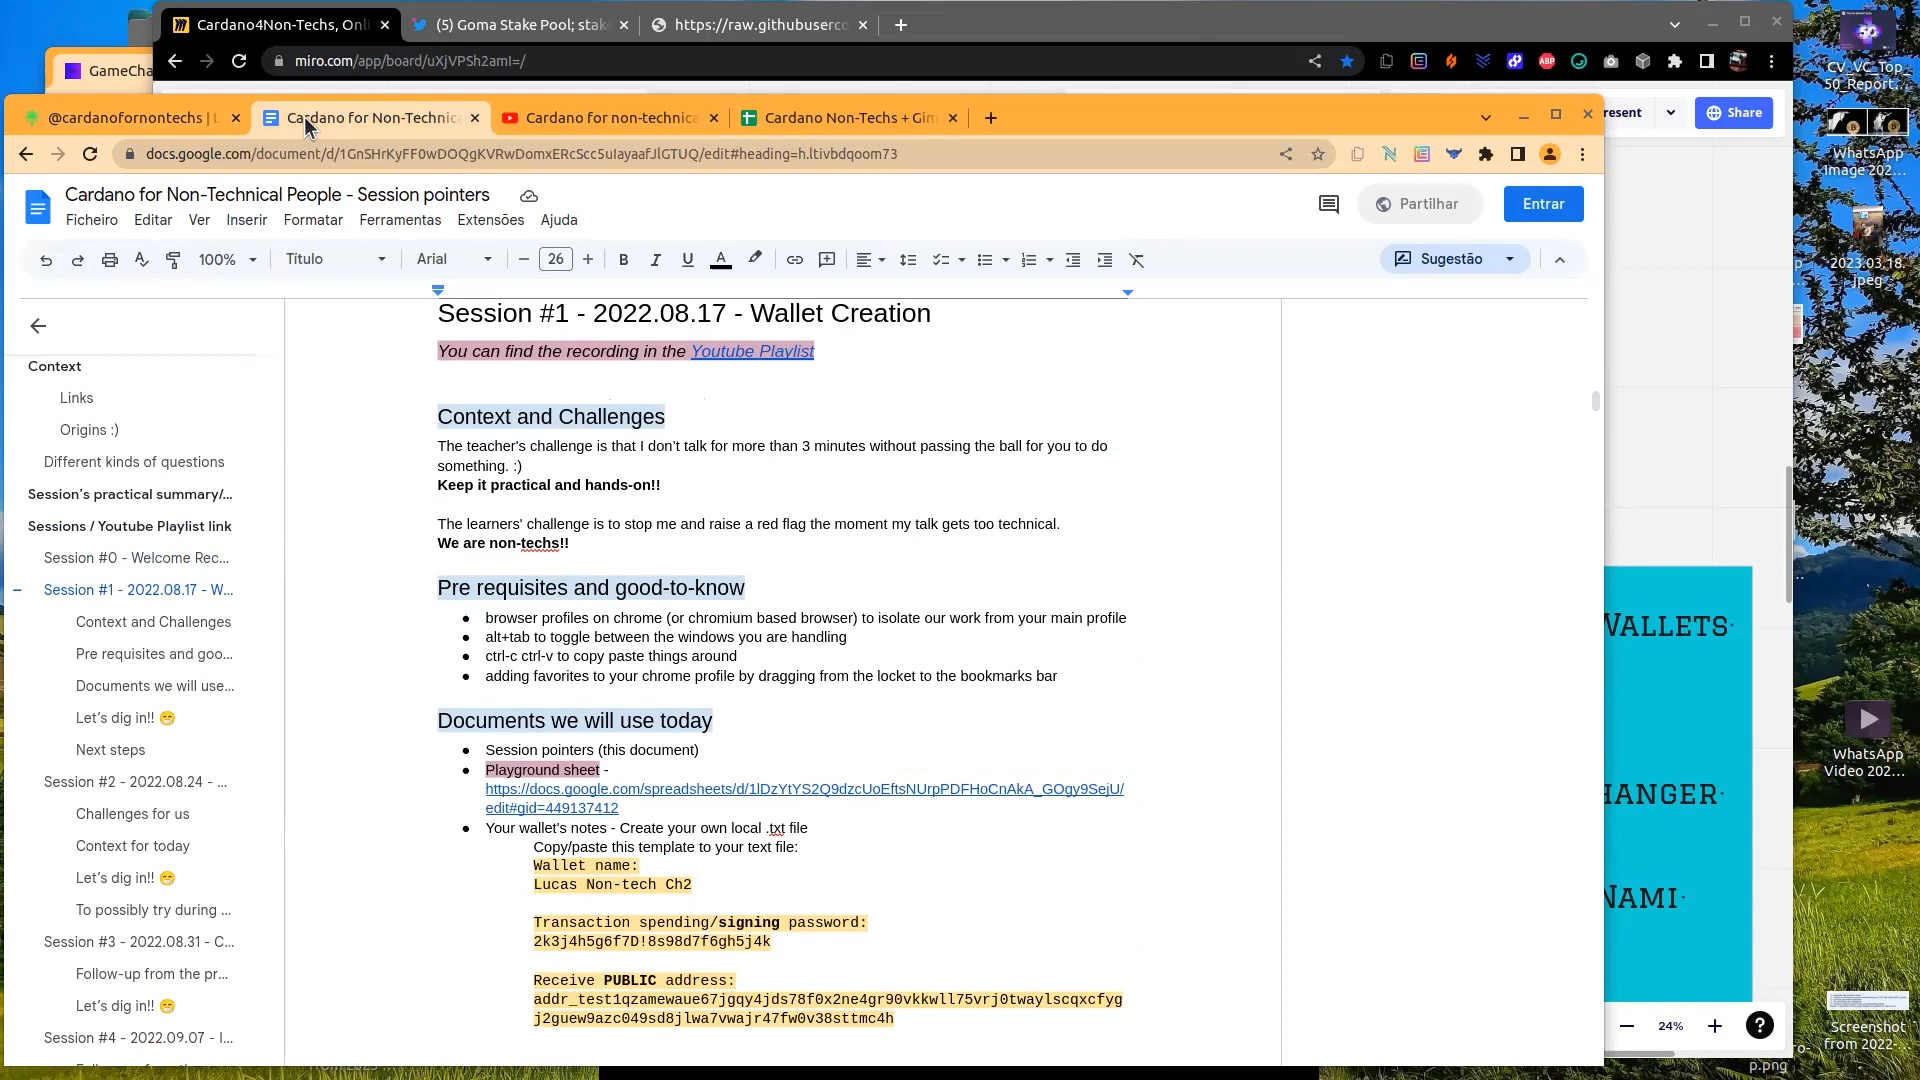 Cardano4Non-Techs, Onli
(5) Goma Stake Pool; stake
https://raw.githubuserco
miro.com/app/board/uXjVPSh2amI=/
GameCha
resent
Share
@cardanofornontechs | L
Cardano for Non-Technic
Cardano for non-technica
Cardano Non-Techs + Gim
docs.google.com/document/d/1GnSHrKyFF0wDOQgKVRwDomxERcScc5uIayaafJlGTUQ/edit#heading=h.ltivbdqoom73
Cardano for Non-Technical People - Session pointers
Ficheiro Editar Ver Inserir Formatar Ferramentas Extensões Ajuda
Partilhar
Entrar
100% Título Arial 26
Sugestão
Context
Links
Origins :)
Different kinds of questions
Session's practical summary/...
Sessions / Youtube Playlist link
Session #0 - Welcome Rec...
Session #1 - 2022.08.17 - W...
Context and Challenges
Pre requisites and goo...
Documents we will use...
Let's dig in!! 😁
Next steps
Session #2 - 2022.08.24 - ...
Challenges for us
Context for today
Let's dig in!! 😁
To possibly try during ...
Session #3 - 2022.08.31 - C...
Follow-up from the pr...
Let's dig in!! 😁
Session #4 - 2022.09.07 - I...
Session #1 - 2022.08.17 - Wallet Creation
You can find the recording in the Youtube Playlist
Context and Challenges
The teacher's challenge is that I don't talk for more than 3 minutes without passing the ball for you to do
something. :)
Keep it practical and hands-on!!
The learners' challenge is to stop me and raise a red flag the moment my talk gets too technical.
We are non-techs!!
Pre requisites and good-to-know
● browser profiles on chrome (or chromium based browser) to isolate our work from your main profile
● alt+tab to toggle between the windows you are handling
● ctrl-c ctrl-v to copy paste things around
● adding favorites to your chrome profile by dragging from the locket to the bookmarks bar
Documents we will use today
● Session pointers (this document)
● Playground sheet -
https://docs.google.com/spreadsheets/d/1lDzYtYS2Q9dzcUoEftsNUrpPDFHoCnAkA_GOgy9SejU/
edit#gid=449137412
● Your wallet's notes - Create your own local .txt file
Copy/paste this template to your text file:
Wallet name:
Lucas Non-tech Ch2
Transaction spending/signing password:
2k3j4h5g6f7D!8s98d7f6gh5j4k
Receive PUBLIC address:
addr_test1qzamewaue67jgqy4jds78f0x2ne4gr90vkkwll75vrj0twaylscqxcfyg
j2guew9azc049sd8jlwa7vwajr47fw0v38sttmc4h
WALLETS
HANGER
NAMI
24%
CV_VC_Top_
50_Report...
WhatsApp
Image 202...
2023.03.18.
jpeg
WhatsApp
Video 202...
Screenshot
from 2022-...
p.png